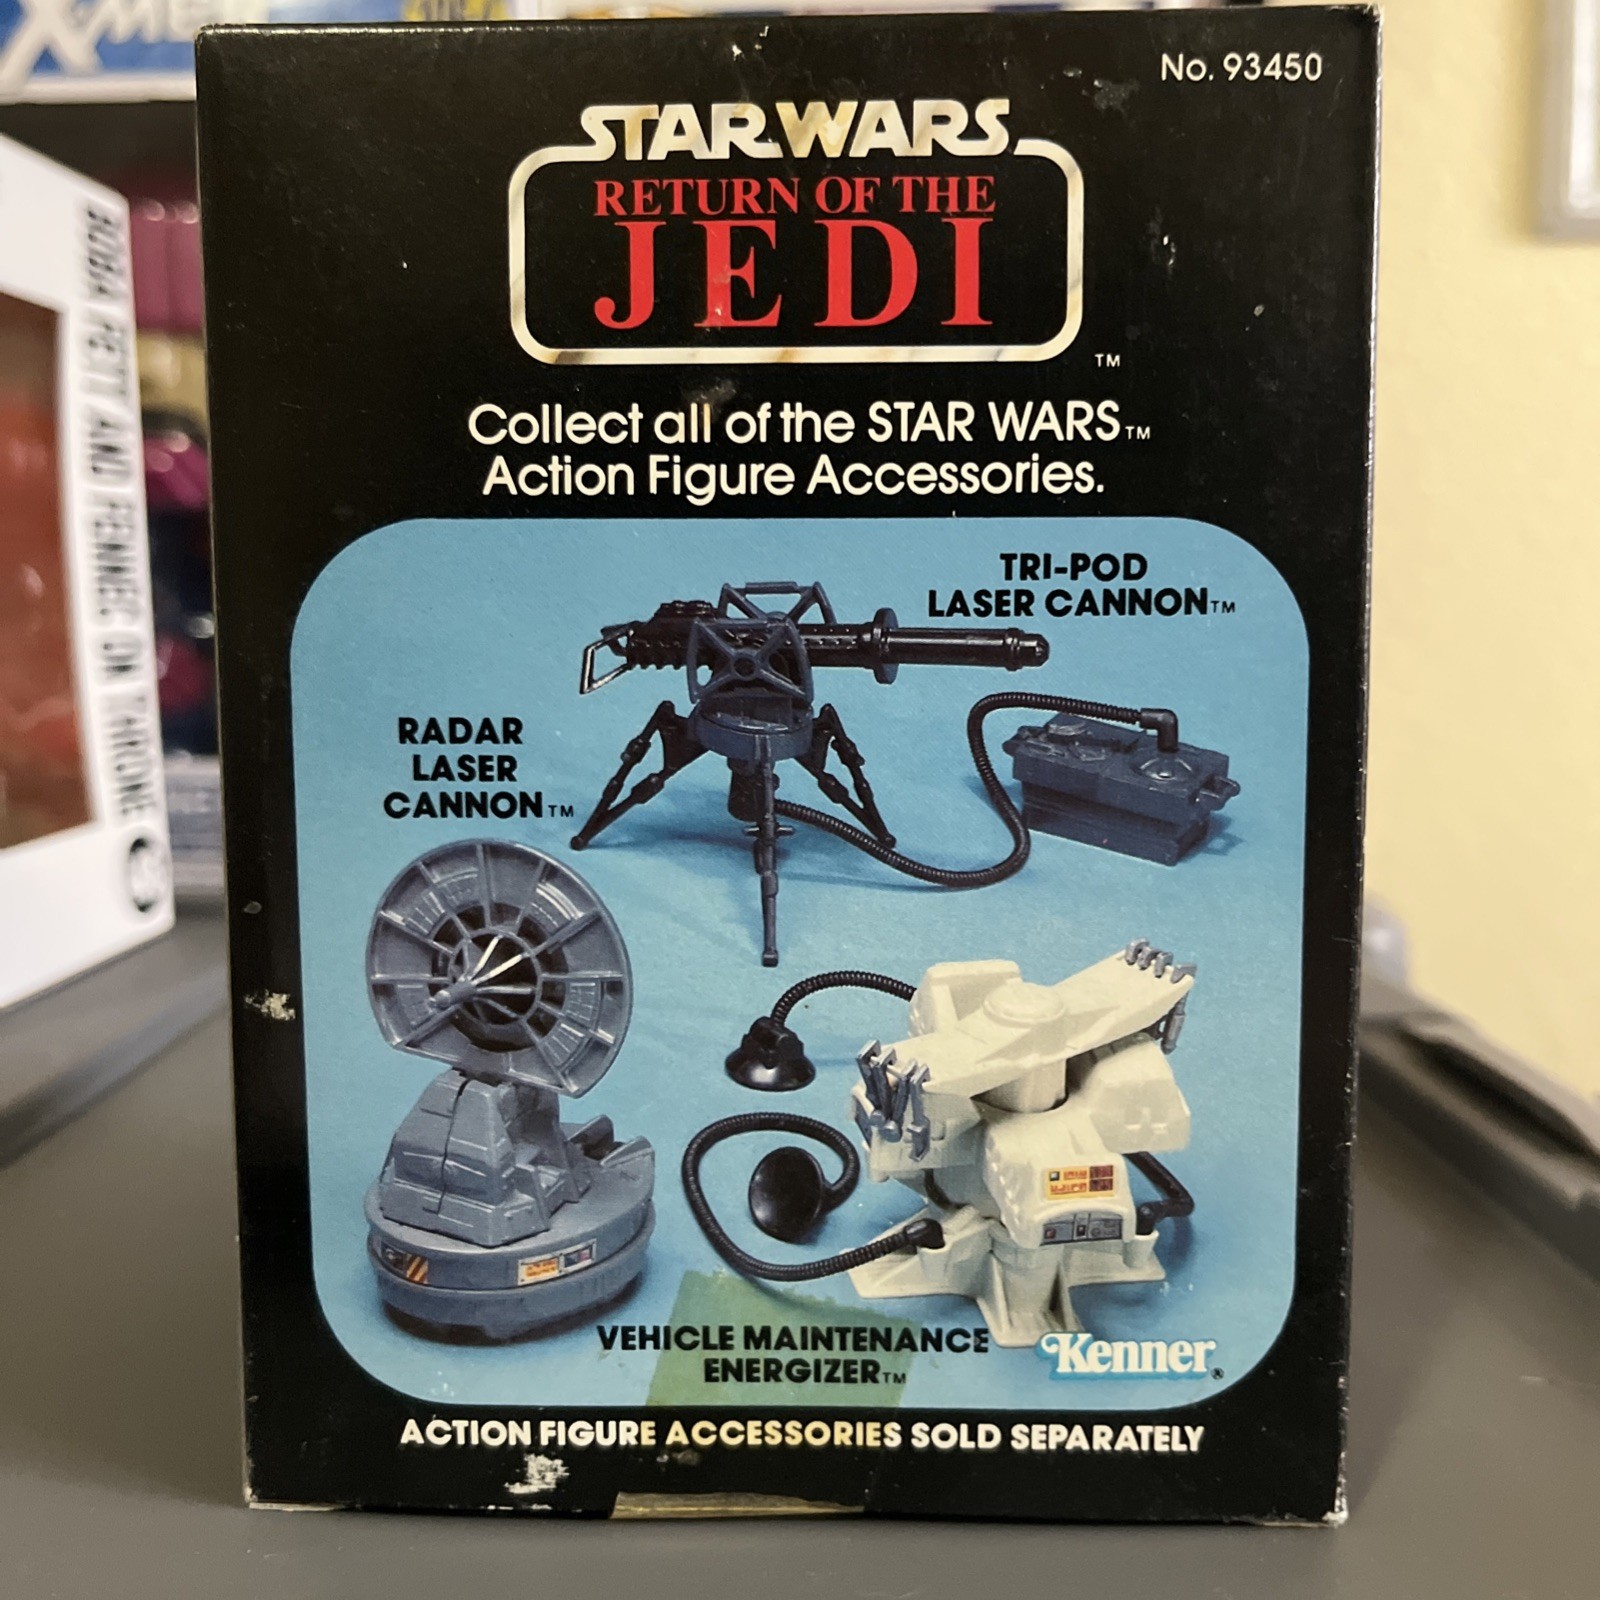 X-MEN
No. 93450
STAR WARS
RETURN OF THE
JEDI
TM
Collect all of the STAR WARS TM
Action Figure Accessories.
TRI-POD
LASER CANNON TM
RADAR
LASER
CANNON TM
VEHICLE MAINTENANCE
ENERGIZER TM
Kenner®
ACTION FIGURE ACCESSORIES SOLD SEPARATELY
BOBA FETT AND FENNEC ON THRONE